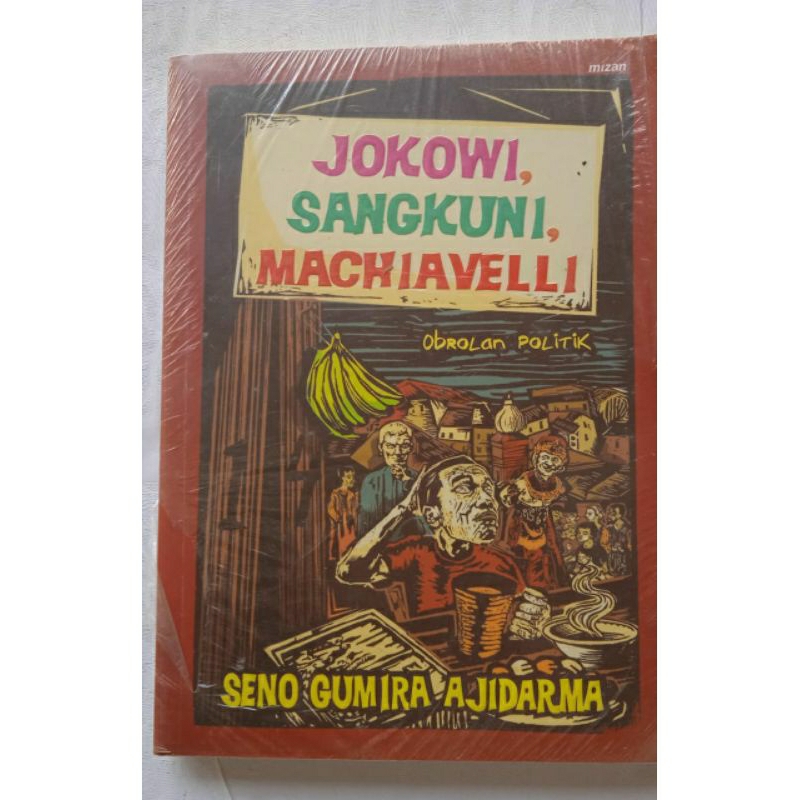 mizan
JOKOWI,
SANGKUNI,
MACHIAVELLI
Obrolan Politik
SENO GUMIRA AJIDARMA